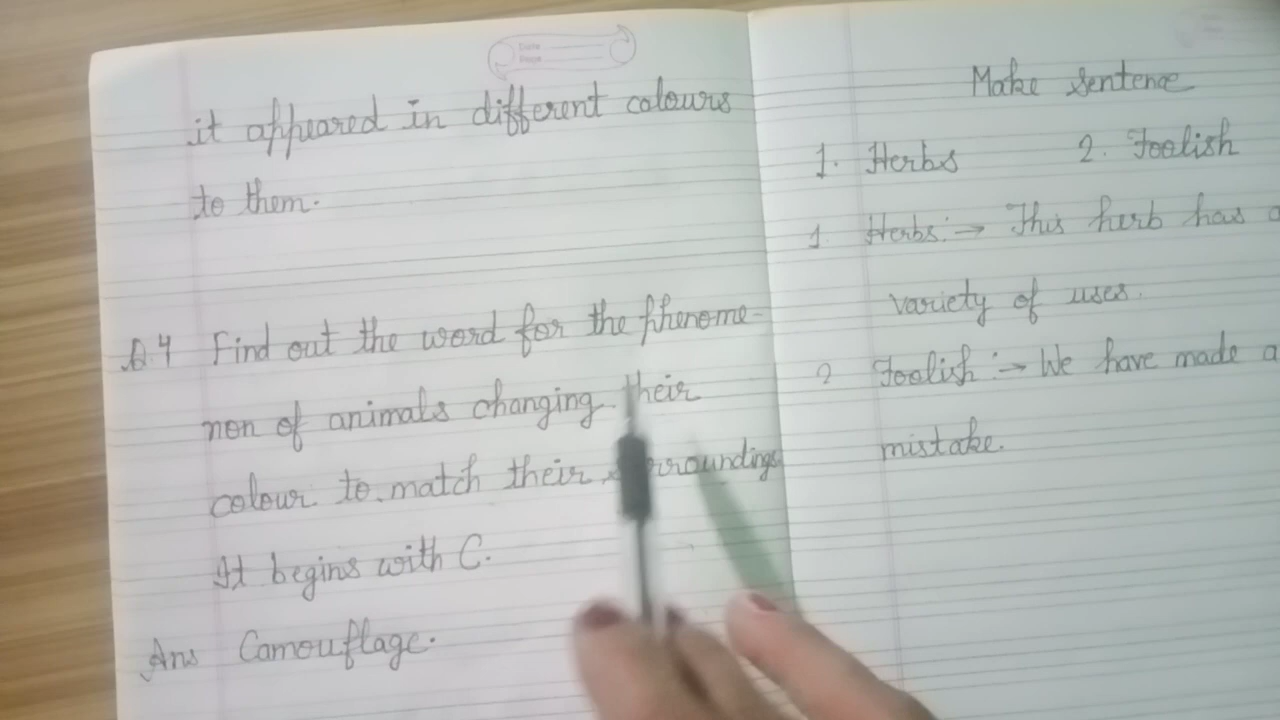 Date
Page
it appeared in different colours
to them.
Q.4 Find out the word for the phenome-
non of animals changing their
colour to match their surroundings
It begins with C.
Ans Camouflage.
Make Sentence
1. Herbs 2. Foolish
1. Herbs :→ This herb has a
variety of uses.
2 Foolish :→ We have made a
mistake.